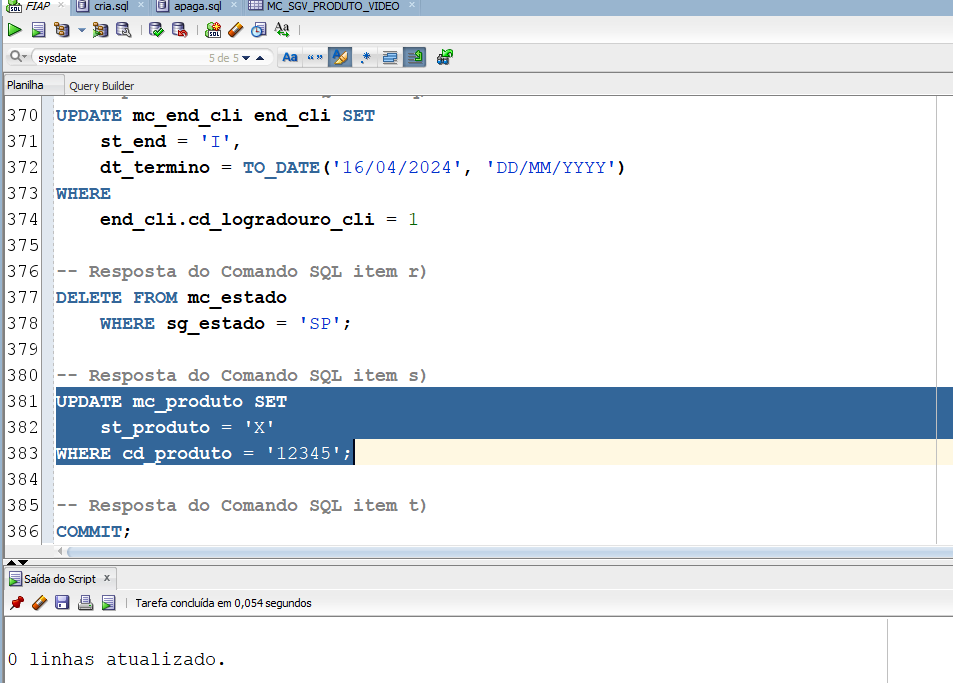 FIAP
cria.sql
apaga.sql
MC_SGV_PRODUTO_VIDEO
sysdate
5 de 5
Aa
Planilha
Query Builder
370 UPDATE mc_end_cli end_cli SET
371 st_end = 'I',
372 dt_termino = TO_DATE('16/04/2024', 'DD/MM/YYYY')
373 WHERE
374 end_cli.cd_logradouro_cli = 1
375
376 -- Resposta do Comando SQL item r)
377 DELETE FROM mc_estado
378 WHERE sg_estado = 'SP';
379
380 -- Resposta do Comando SQL item s)
381 UPDATE mc_produto SET
382 st_produto = 'X'
383 WHERE cd_produto = '12345';
384
385 -- Resposta do Comando SQL item t)
386 COMMIT;
Saída do Script
Tarefa concluída em 0,054 segundos
0 linhas atualizado.